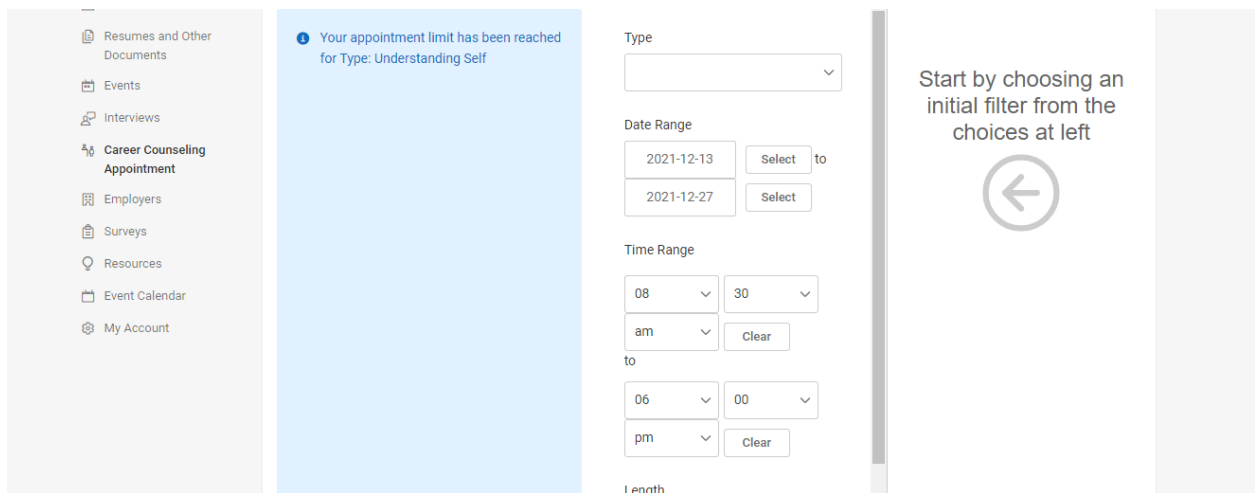 Resumes and Other
Documents
Events
Interviews
Career Counseling
Appointment
Employers
Surveys
Resources
Event Calendar
My Account
Your appointment limit has been reached
for Type: Understanding Self
Type
Date Range
2021-12-13 Select to
2021-12-27 Select
Time Range
08 30
am Clear
to
06 00
pm Clear
Length
Start by choosing an
initial filter from the
choices at left